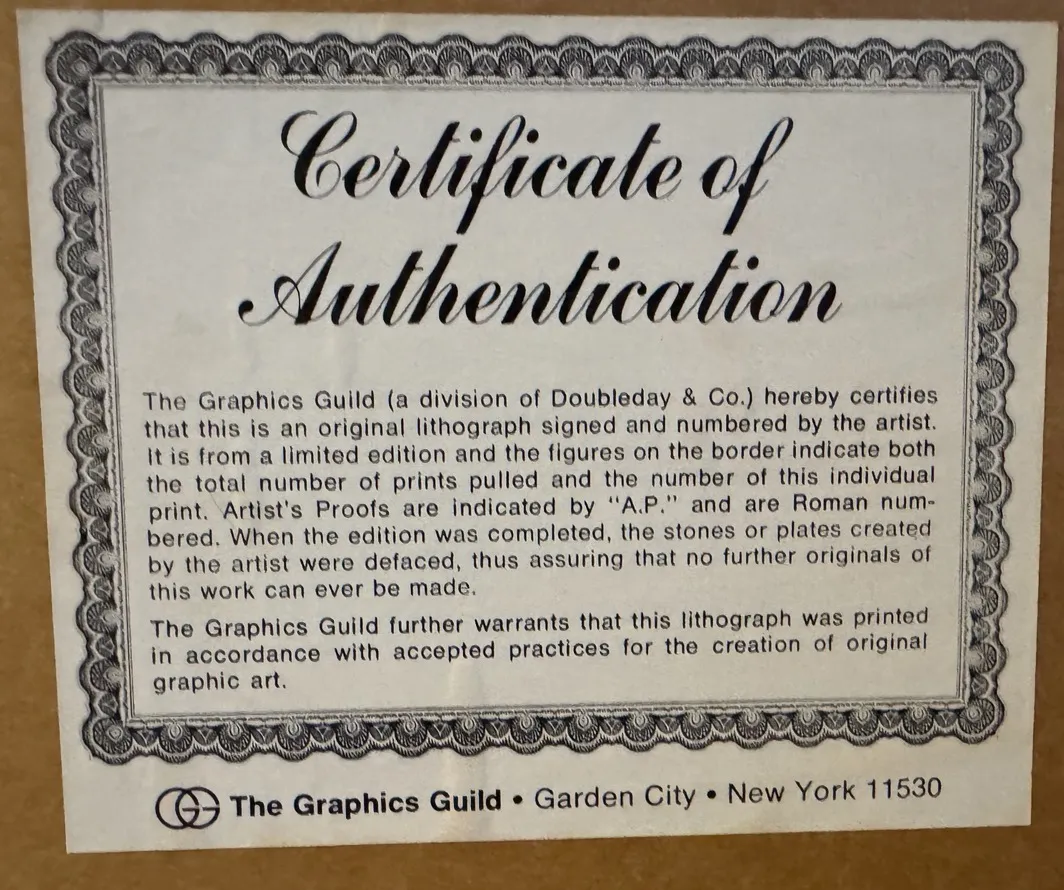 Certificate of
Authentication
The Graphics Guild (a division of Doubleday & Co.) hereby certifies
that this is an original lithograph signed and numbered by the artist.
It is from a limited edition and the figures on the border indicate both
the total number of prints pulled and the number of this individual
print. Artist's Proofs are indicated by "A.P." and are Roman num-
bered. When the edition was completed, the stones or plates created
by the artist were defaced, thus assuring that no further originals of
this work can ever be made.
The Graphics Guild further warrants that this lithograph was printed
in accordance with accepted practices for the creation of original
graphic art.
GG The Graphics Guild • Garden City • New York 11530